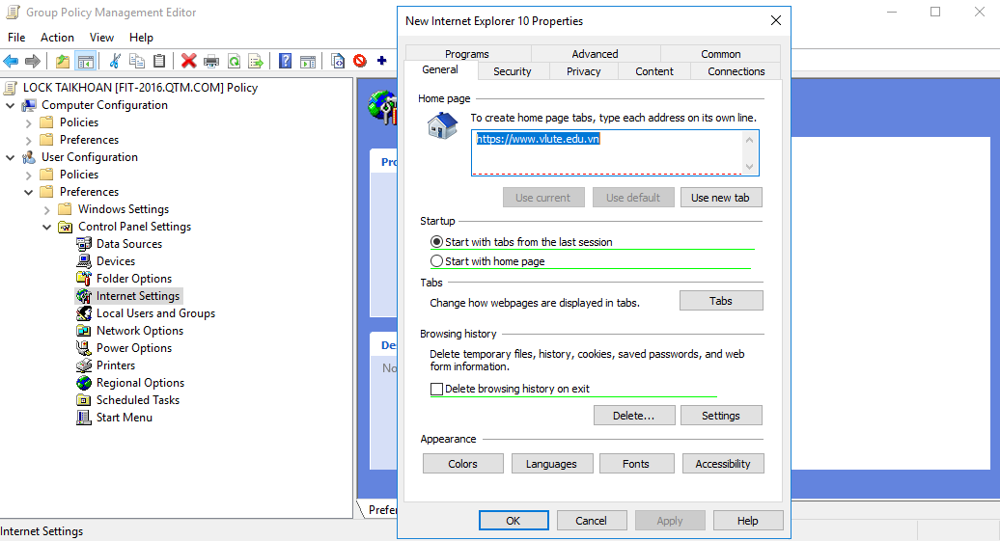 Group Policy Management Editor
File Action View Help
LOCK TAIKHOAN [FIT-2016.QTM.COM] Policy
Computer Configuration
Policies
Preferences
User Configuration
Policies
Preferences
Windows Settings
Control Panel Settings
Data Sources
Devices
Folder Options
Internet Settings
Local Users and Groups
Network Options
Power Options
Printers
Regional Options
Scheduled Tasks
Start Menu
Internet Settings
New Internet Explorer 10 Properties
Programs Advanced Common
General Security Privacy Content Connections
Home page
To create home page tabs, type each address on its own line.
https://www.vlute.edu.vn
Use current Use default Use new tab
Startup
Start with tabs from the last session
Start with home page
Tabs
Change how webpages are displayed in tabs. Tabs
Browsing history
Delete temporary files, history, cookies, saved passwords, and web
form information.
Delete browsing history on exit
Delete... Settings
Appearance
Colors Languages Fonts Accessibility
OK Cancel Apply Help